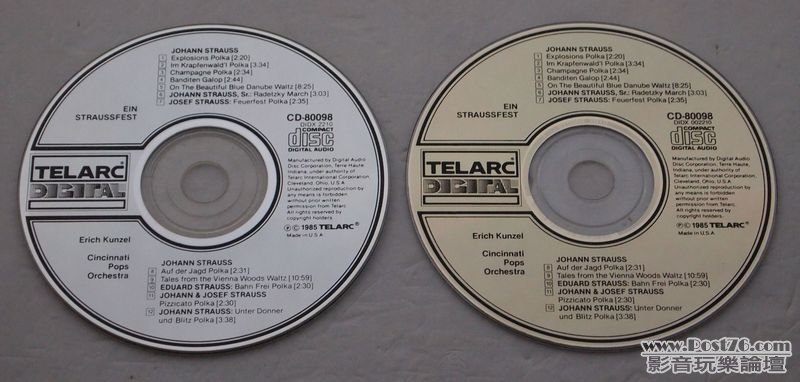 JOHANN STRAUSS
1 Explosions Polka [2:20]
2 Im Krapfenwald'l Polka [3:34]
3 Champagne Polka [2:34]
4 Banditen Galop [2:44]
5 On The Beautiful Blue Danube Waltz [8:25]
6 JOHANN STRAUSS, Sr.: Radetzky March [3:03]
7 JOSEF STRAUSS: Feuerfest Polka [2:35]
EIN
STRAUSSFEST
CD-80098
DIDX 2210
COMPACT
disc
DIGITAL AUDIO
TELARC®
DIGITAL
Manufactured by Digital Audio
Disc Corporation, Terre Haute,
Indiana, under authority of
Telarc International Corporation,
Cleveland, Ohio, U.S.A.
Unauthorized reproduction by
any means is forbidden
without prior written
permission from Telarc.
All rights reserved by
copyright holders.
℗ © 1985 TELARC®
Made in U.S.A.
Erich Kunzel
Cincinnati
Pops
Orchestra
JOHANN STRAUSS
8 Auf der Jagd Polka [2:31]
9 Tales from the Vienna Woods Waltz [10:59]
10 EDUARD STRAUSS: Bahn Frei Polka [2:30]
11 JOHANN & JOSEF STRAUSS
Pizzicato Polka [2:30]
12 JOHANN STRAUSS: Unter Donner
und Blitz Polka [3:38]
JOHANN STRAUSS
1 Explosions Polka [2:20]
2 Im Krapfenwald'l Polka [3:34]
3 Champagne Polka [2:34]
4 Banditen Galop [2:44]
5 On The Beautiful Blue Danube Waltz [8:25]
6 JOHANN STRAUSS, Sr.: Radetzky March [3:03]
7 JOSEF STRAUSS: Feuerfest Polka [2:35]
EIN
STRAUSSFEST
CD-80098
DIDX 002210
COMPACT
disc
DIGITAL AUDIO
TELARC®
DIGITAL
Manufactured by Digital Audio
Disc Corporation, Terre Haute,
Indiana, under authority of
Telarc International Corporation,
Cleveland, Ohio, U.S.A.
Unauthorized reproduction by
any means is forbidden
without prior written
permission from Telarc.
All rights reserved by
copyright holders.
℗ © 1985 TELARC®
Made in U.S.A.
Erich Kunzel
Cincinnati
Pops
Orchestra
JOHANN STRAUSS
8 Auf der Jagd Polka [2:31]
9 Tales from the Vienna Woods Waltz [10:59]
10 EDUARD STRAUSS: Bahn Frei Polka [2:30]
11 JOHANN & JOSEF STRAUSS
Pizzicato Polka [2:30]
12 JOHANN STRAUSS: Unter Donner
und Blitz Polka [3:38]
www.Post76.com
影音玩樂論壇